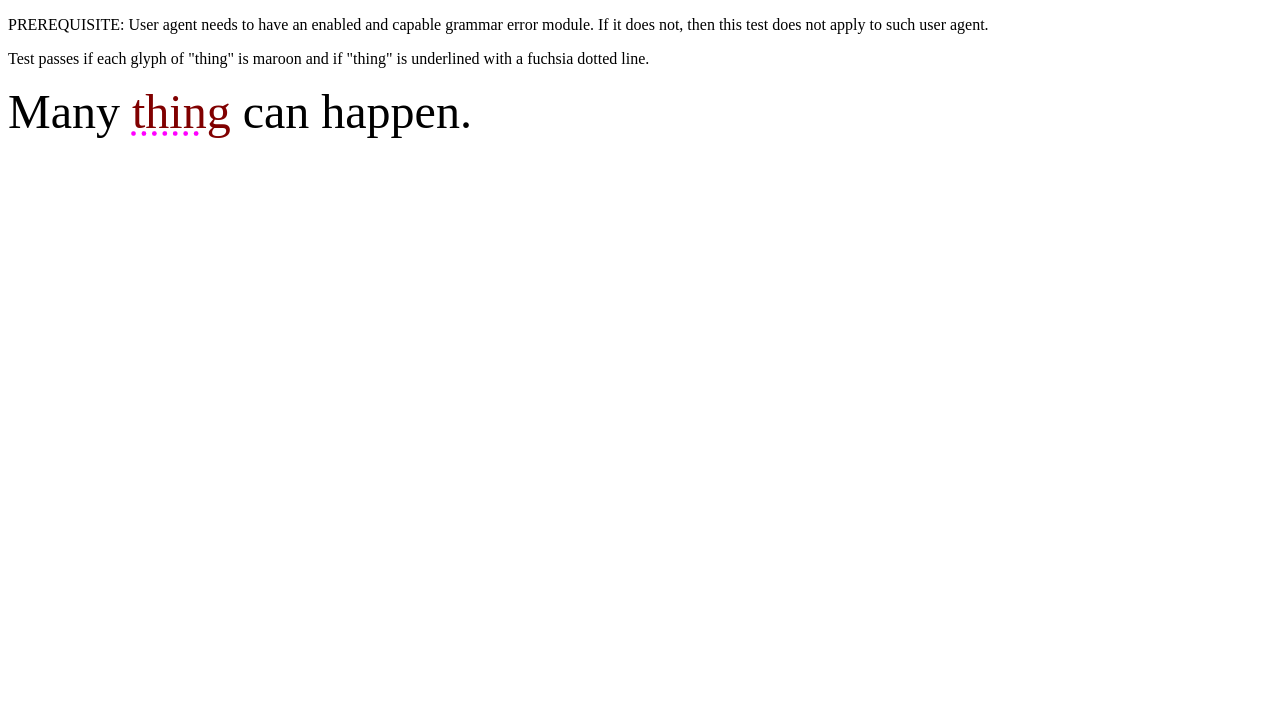 PREREQUISITE: User agent needs to have an enabled and capable grammar error module. If it does not, then this test does not apply to such user agent.
Test passes if each glyph of "thing" is maroon and if "thing" is underlined with a fuchsia dotted line.
Many thing can happen.